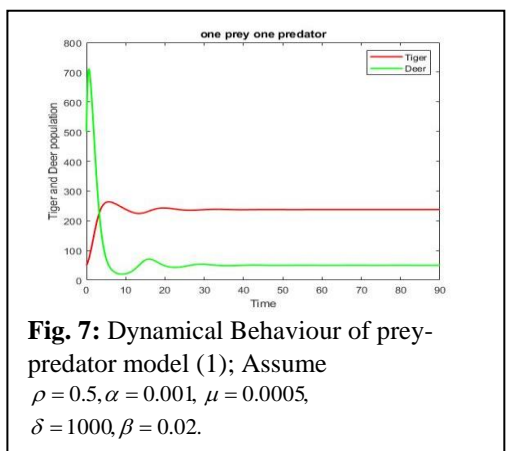 one prey one predator
Tiger
Deer
800
700
600
500
400
300
200
100
0
Tiger and Deer population
0 10 20 30 40 50 60 70 80 90
Time
Fig. 7: Dynamical Behaviour of prey-
predator model (1); Assume
ρ = 0.5, α = 0.001, μ = 0.0005,
δ = 1000, β = 0.02.